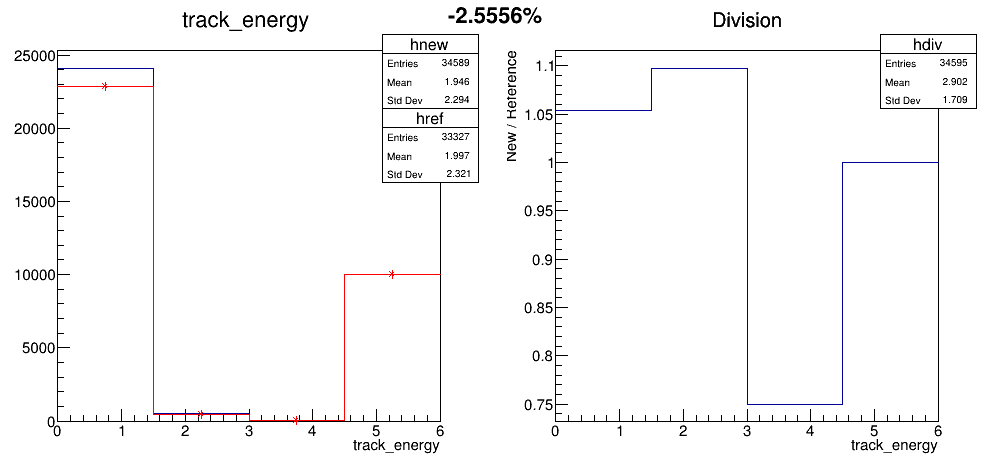 -2.5556%
track_energy
hnew
Entries 34589
Mean 1.946
Std Dev 2.294
href
Entries 33327
Mean 1.997
Std Dev 2.321
25000
20000
15000
10000
5000
0
0 1 2 3 4 5 6
track_energy
Division
hdiv
Entries 34595
Mean 2.902
Std Dev 1.709
New / Reference
1.1
1.05
1
0.95
0.9
0.85
0.8
0.75
0 1 2 3 4 5 6
track_energy